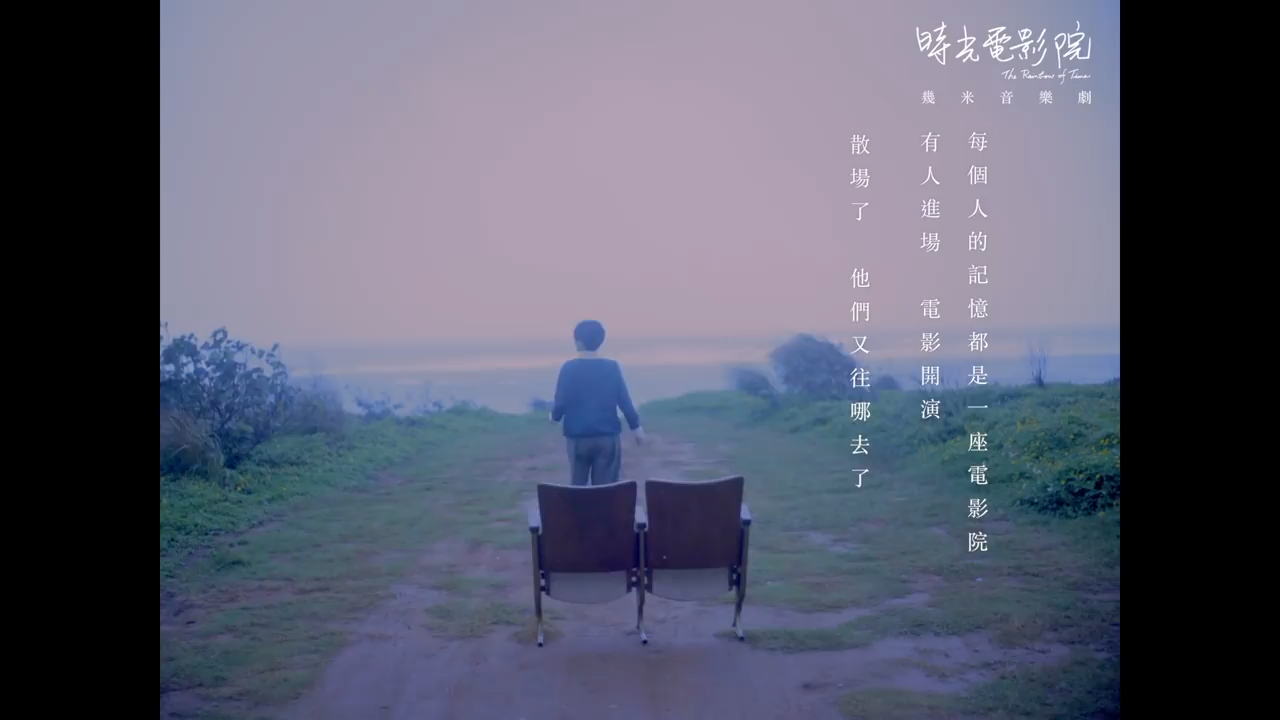 時光電影院
The Rainbow of Time
幾米音樂劇
每個人的記憶都是一座電影院
有人進場 電影開演
散場了 他們又往哪去了